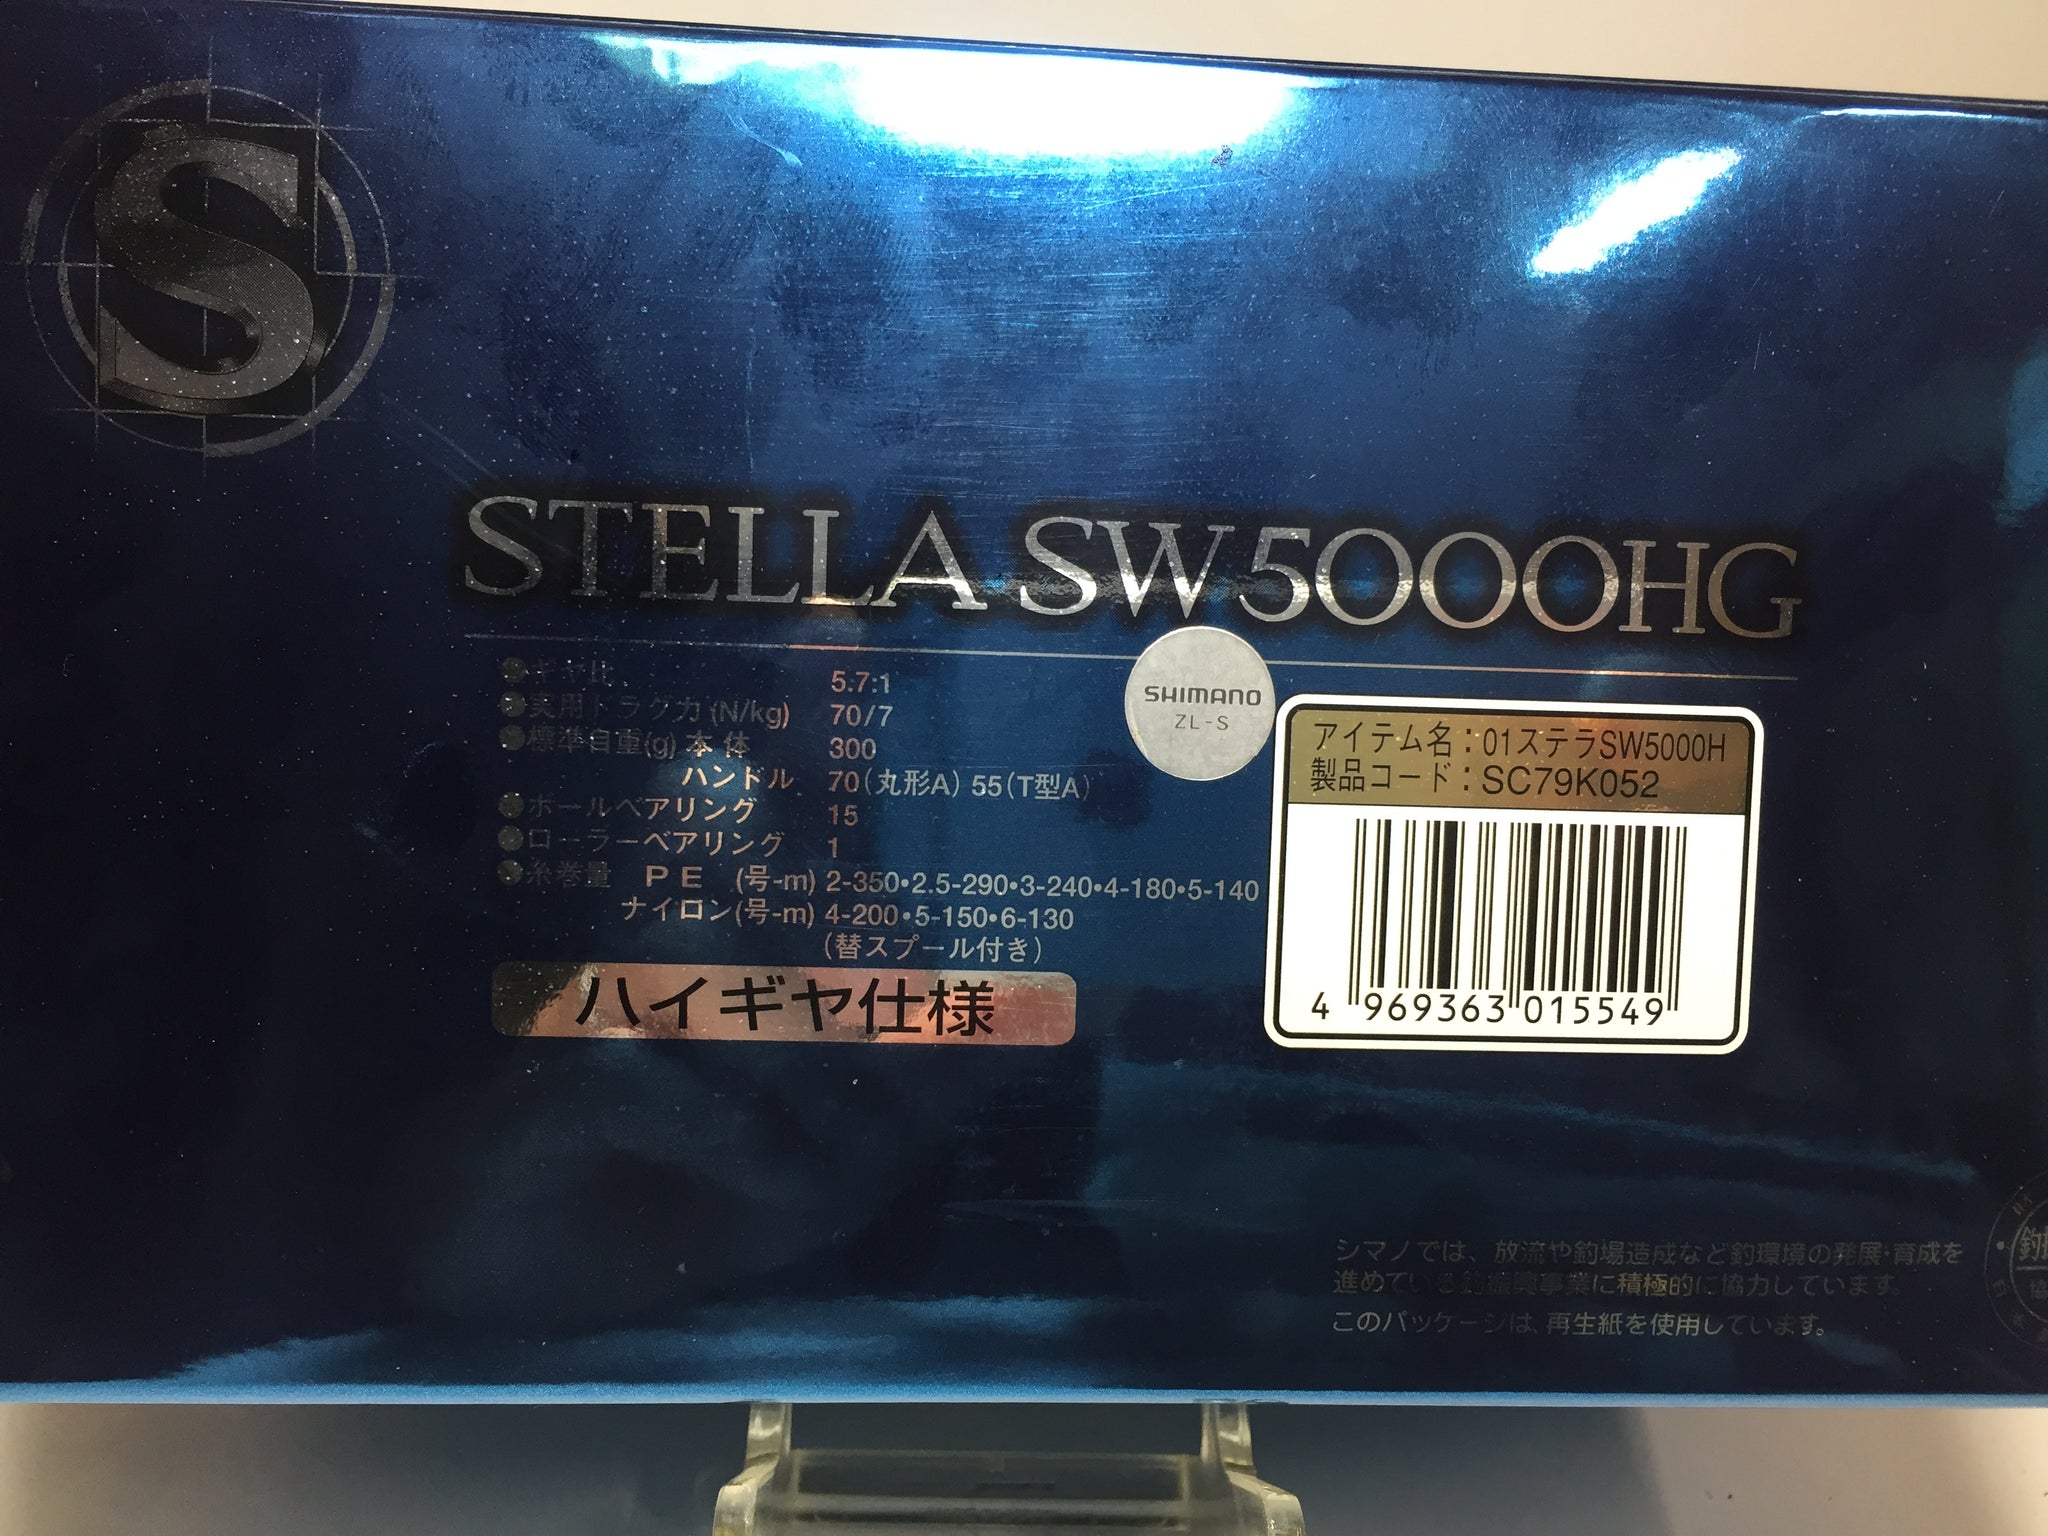 S
STELLA SW 5000HG
●ギヤ比 5.7:1
●実用ドラグ力(N/kg) 70/7
●標準自重(g) 本体 300
ハンドル 70(丸形A) 55(T型A)
●ボールベアリング 15
●ローラーベアリング 1
●糸巻量 PE (号-m) 2-350•2.5-290•3-240•4-180•5-140
ナイロン(号-m) 4-200•5-150•6-130
(替スプール付き)
ハイギヤ仕様
SHIMANO
ZL-S
アイテム名：01ステラSW5000H
製品コード：SC79K052
4 969363 015549
シマノでは、放流や釣場造成など釣環境の発展・育成を
進めている釣振興事業に積極的に協力しています。
このパッケージは、再生紙を使用しています。